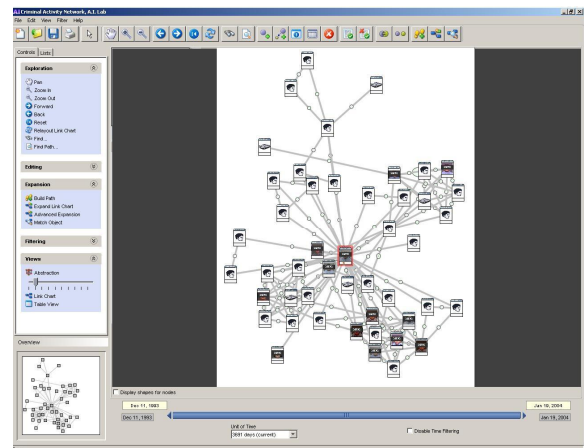 Criminal Activity Network, A.I. Lab
File Edit View Filter Help
Controls Lists
Exploration
Pan
Zoom In
Zoom Out
Forward
Back
Reset
Relayout Link Chart
Find...
Find Path...
Editing
Expansion
Build Path
Expand Link Chart
Advanced Expansion
Match Object
Filtering
Views
Abstraction
Link Chart
Table View
Overview
Display shapes for nodes
Dec 11, 1993
Jan 19, 2004
Dec 11, 1993
Jan 19, 2004
Unit of Time
3691 days (current)
Disable Time Filtering